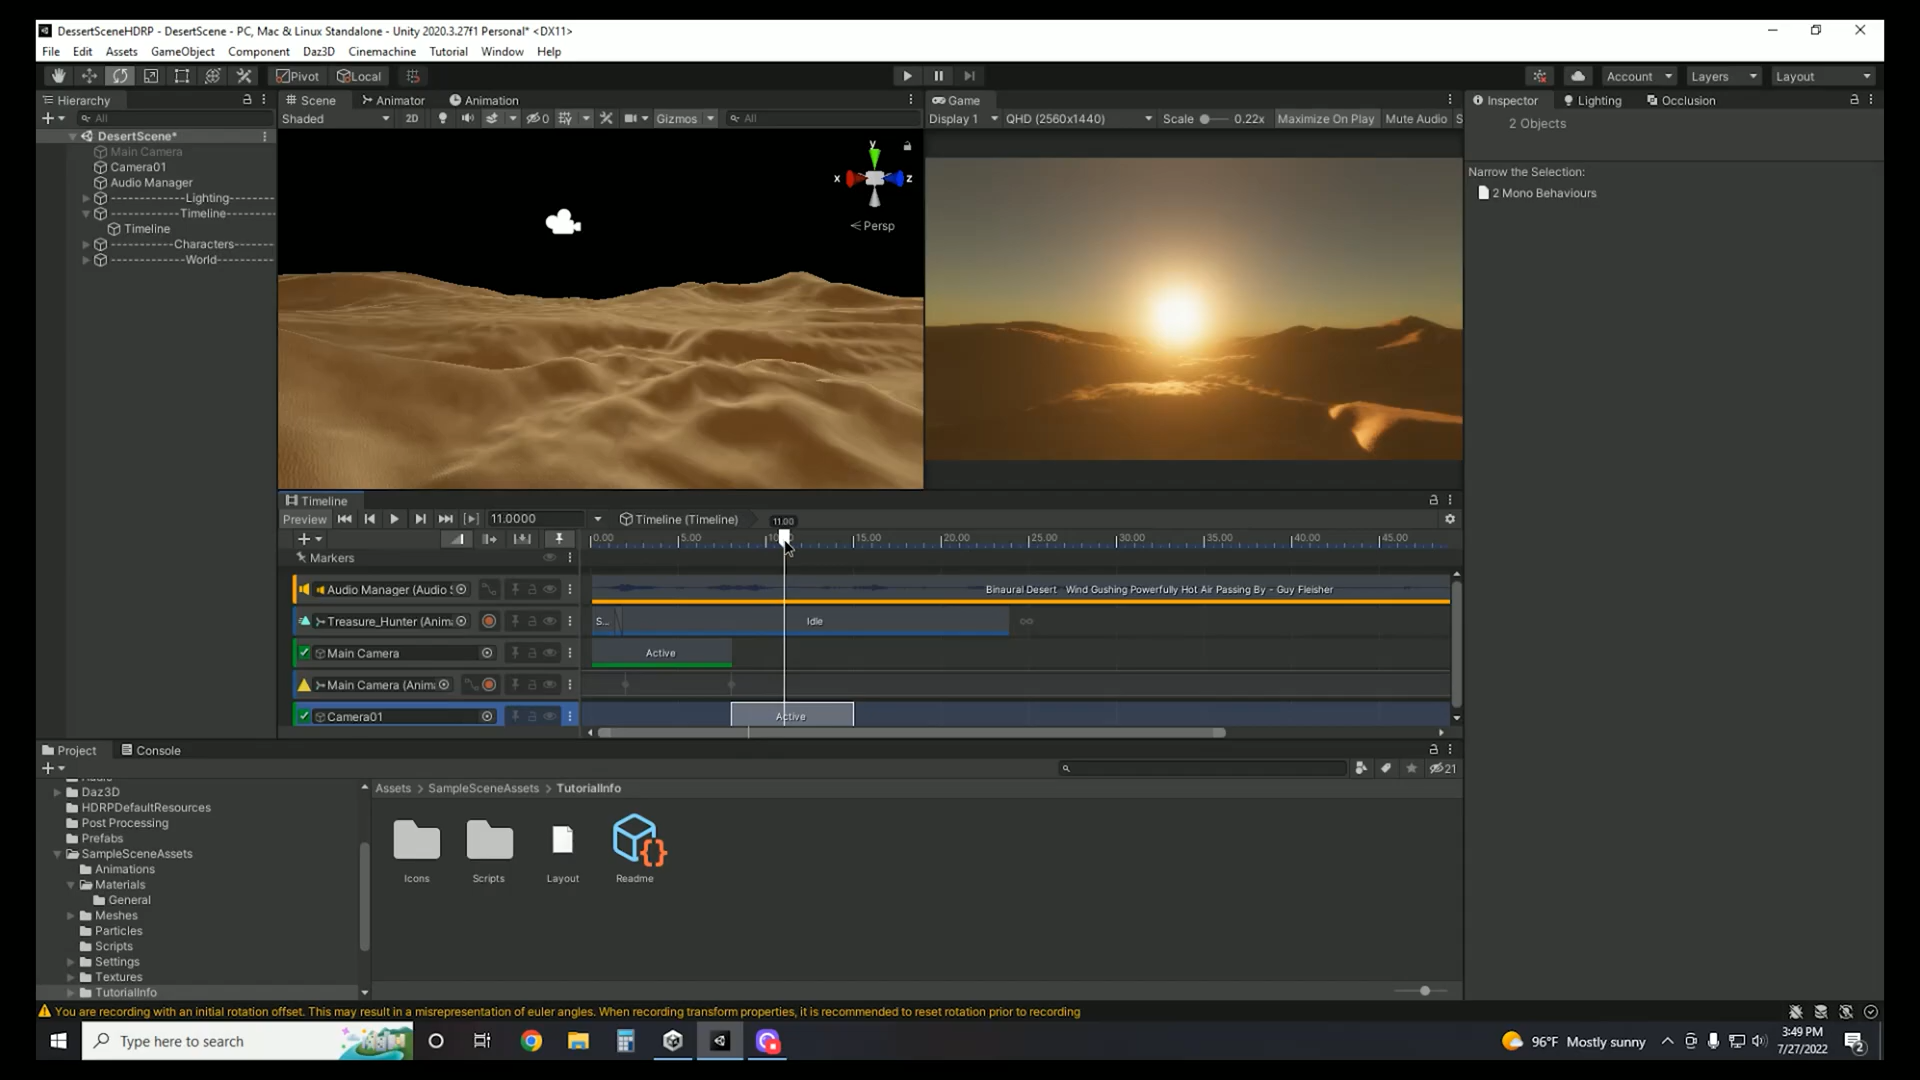 DessertSceneHDRP - DesertScene - PC, Mac & Linux Standalone - Unity 2020.3.27f1 Personal* <DX11>
File Edit Assets GameObject Component Daz3D Cinemachine Tutorial Window Help
Pivot Local Account Layers Layout
Hierarchy Scene Animator Animation Game Inspector Lighting Occlusion
All Shaded 2D 0 Gizmos All Display 1 QHD (2560x1440) Scale 0.22x Maximize On Play Mute Audio S
2 Objects
DesertScene*
Main Camera
Camera01
Audio Manager
------------Lighting-----
------------Timeline-----
Timeline
------------Characters----
------------World--------
y
x z
< Persp
Narrow the Selection:
2 Mono Behaviours
Timeline
Preview 11.0000 Timeline (Timeline) 11.00
0.00 5.00 10.00 15.00 20.00 25.00 30.00 35.00 40.00 45.00
Markers
Audio Manager (Audio S Binaural Desert Wind Gushing Powerfully Hot Air Passing By - Guy Fleisher
Treasure_Hunter (Anim S... Idle
Main Camera Active
Main Camera (Anim
Camera01 Active
Project Console
21
Assets > SampleSceneAssets > TutorialInfo
Daz3D
HDRPDefaultResources
Post Processing
Prefabs
SampleSceneAssets
Animations
Materials
General
Meshes
Particles
Scripts
Settings
Textures
TutorialInfo
Icons Scripts Layout Readme
You are recording with an initial rotation offset. This may result in a misrepresentation of euler angles. When recording transform properties, it is recommended to reset rotation prior to recording
Type here to search
96°F Mostly sunny
3:49 PM
7/27/2022
2